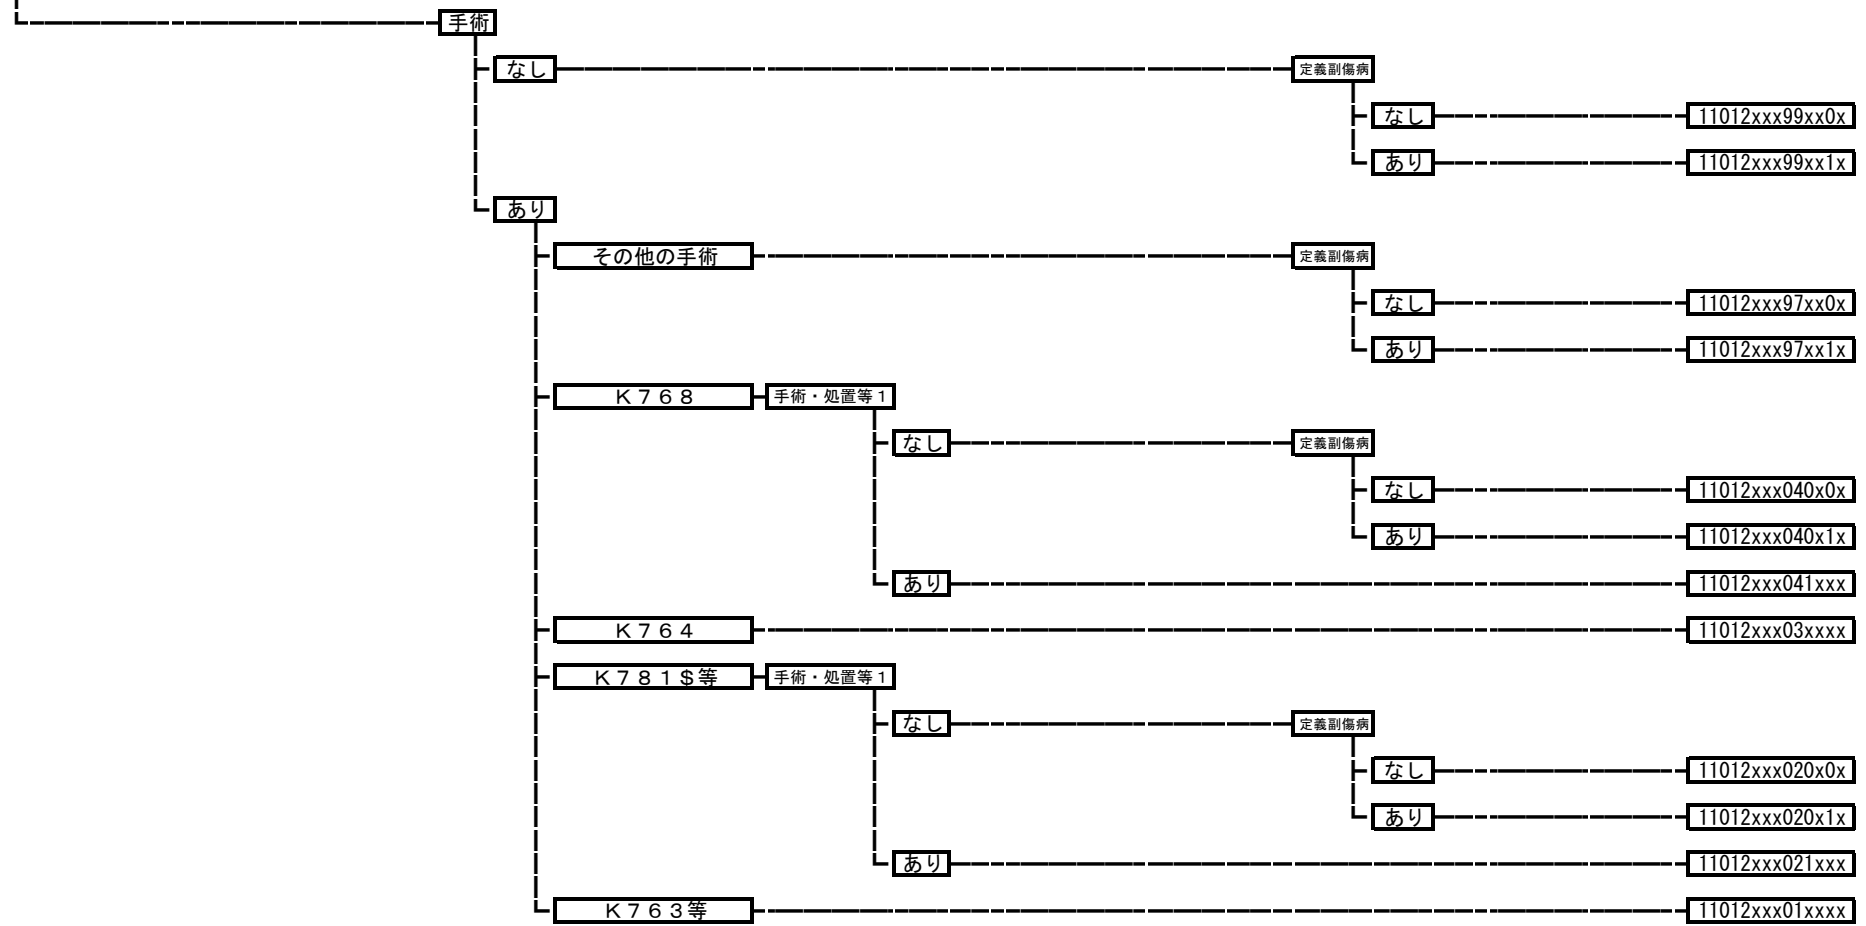 手術
なし 定義副傷病
なし 11012xxx99xx0x
あり 11012xxx99xx1x
あり
その他の手術 定義副傷病
なし 11012xxx97xx0x
あり 11012xxx97xx1x
Ｋ７６８ 手術・処置等１
なし 定義副傷病
なし 11012xxx040x0x
あり 11012xxx040x1x
あり 11012xxx041xxx
Ｋ７６４ 11012xxx03xxxx
Ｋ７８１＄等 手術・処置等１
なし 定義副傷病
なし 11012xxx020x0x
あり 11012xxx020x1x
あり 11012xxx021xxx
Ｋ７６３等 11012xxx01xxxx